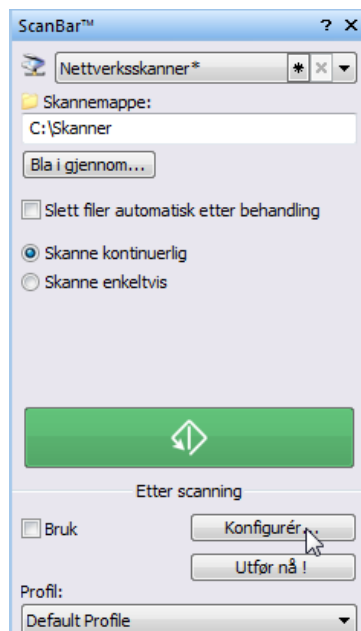 ScanBar™ ? X
Nettverksskanner* * ×
Skannemappe:
C:\Skanner
Bla i gjennom...
Slett filer automatisk etter behandling
Skanne kontinuerlig
Skanne enkeltvis
Etter scanning
Bruk Konfigurér...
Utfør nå !
Profil:
Default Profile